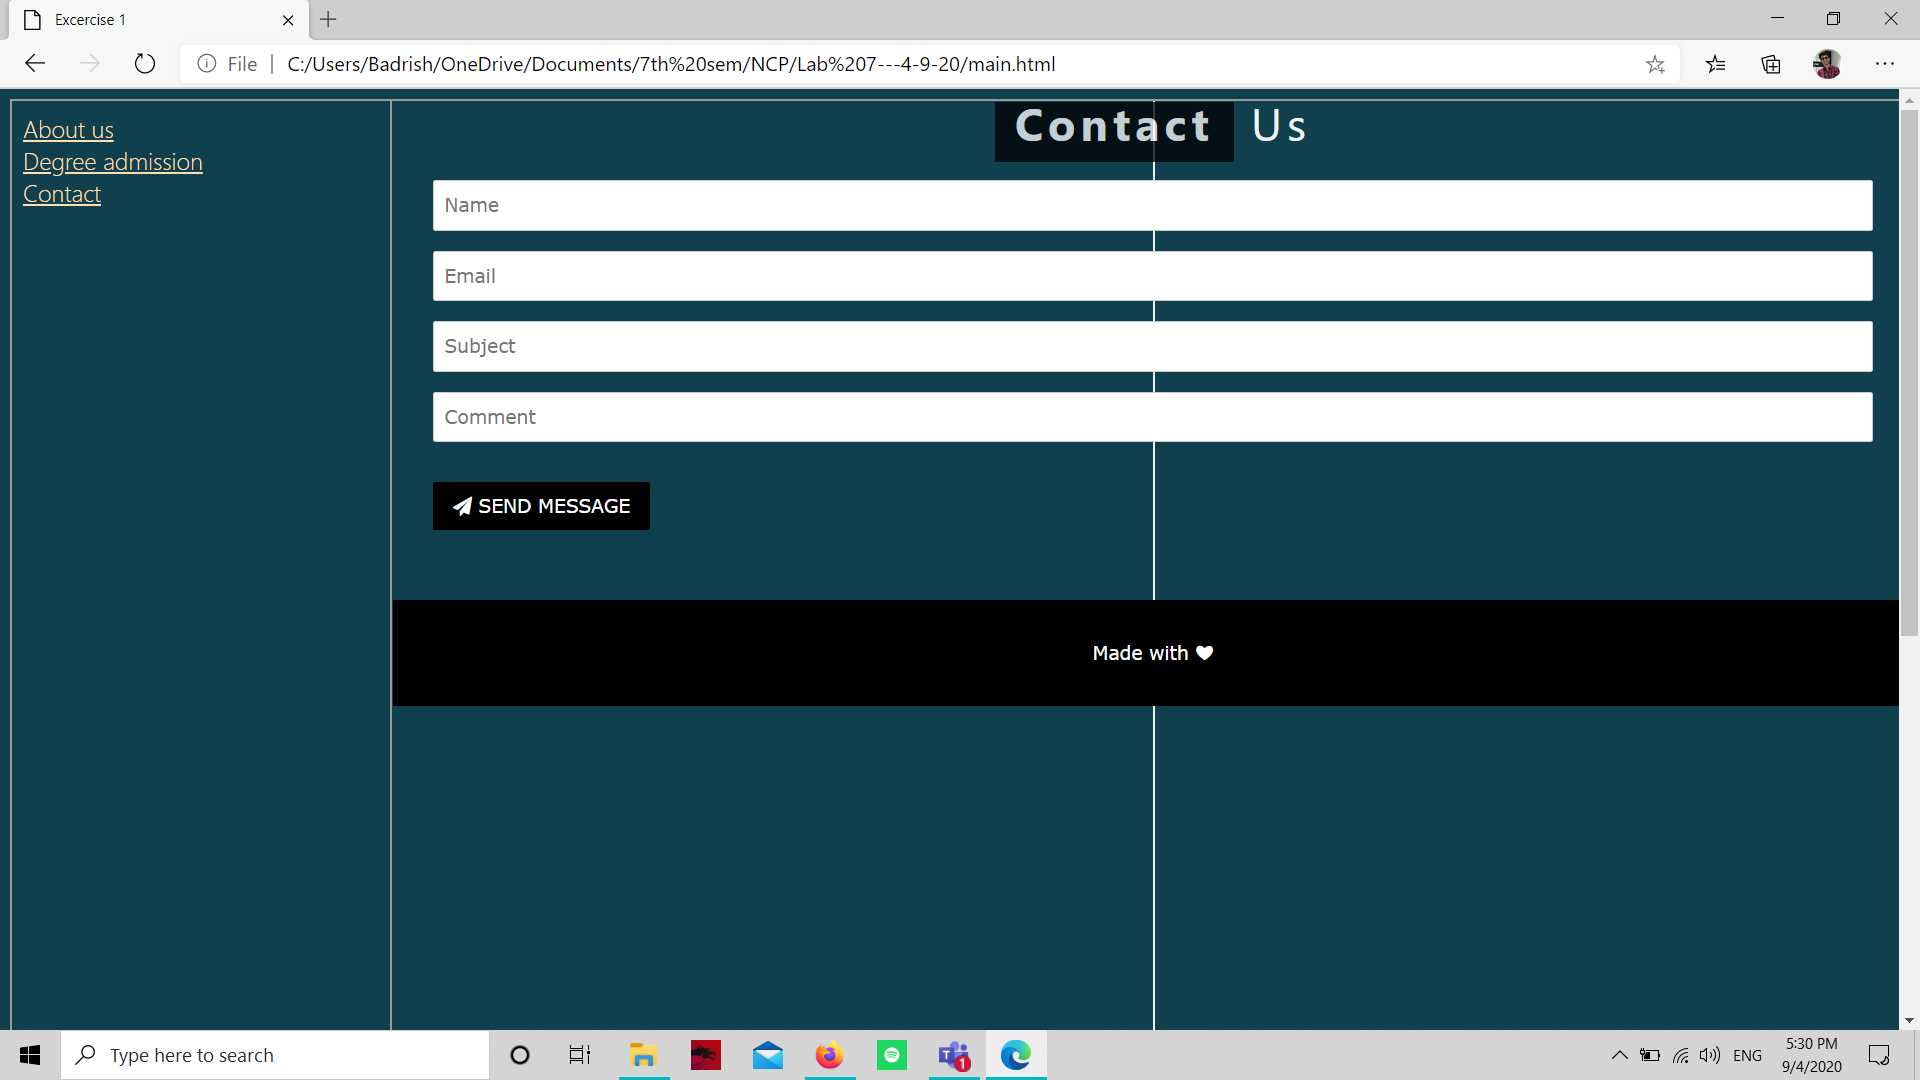 Excercise 1
File | C:/Users/Badrish/OneDrive/Documents/7th%20sem/NCP/Lab%207---4-9-20/main.html
About us
Degree admission
Contact
Contact Us
Name
Email
Subject
Comment
SEND MESSAGE
Made with
Type here to search
T
1
ENG
5:30 PM
9/4/2020